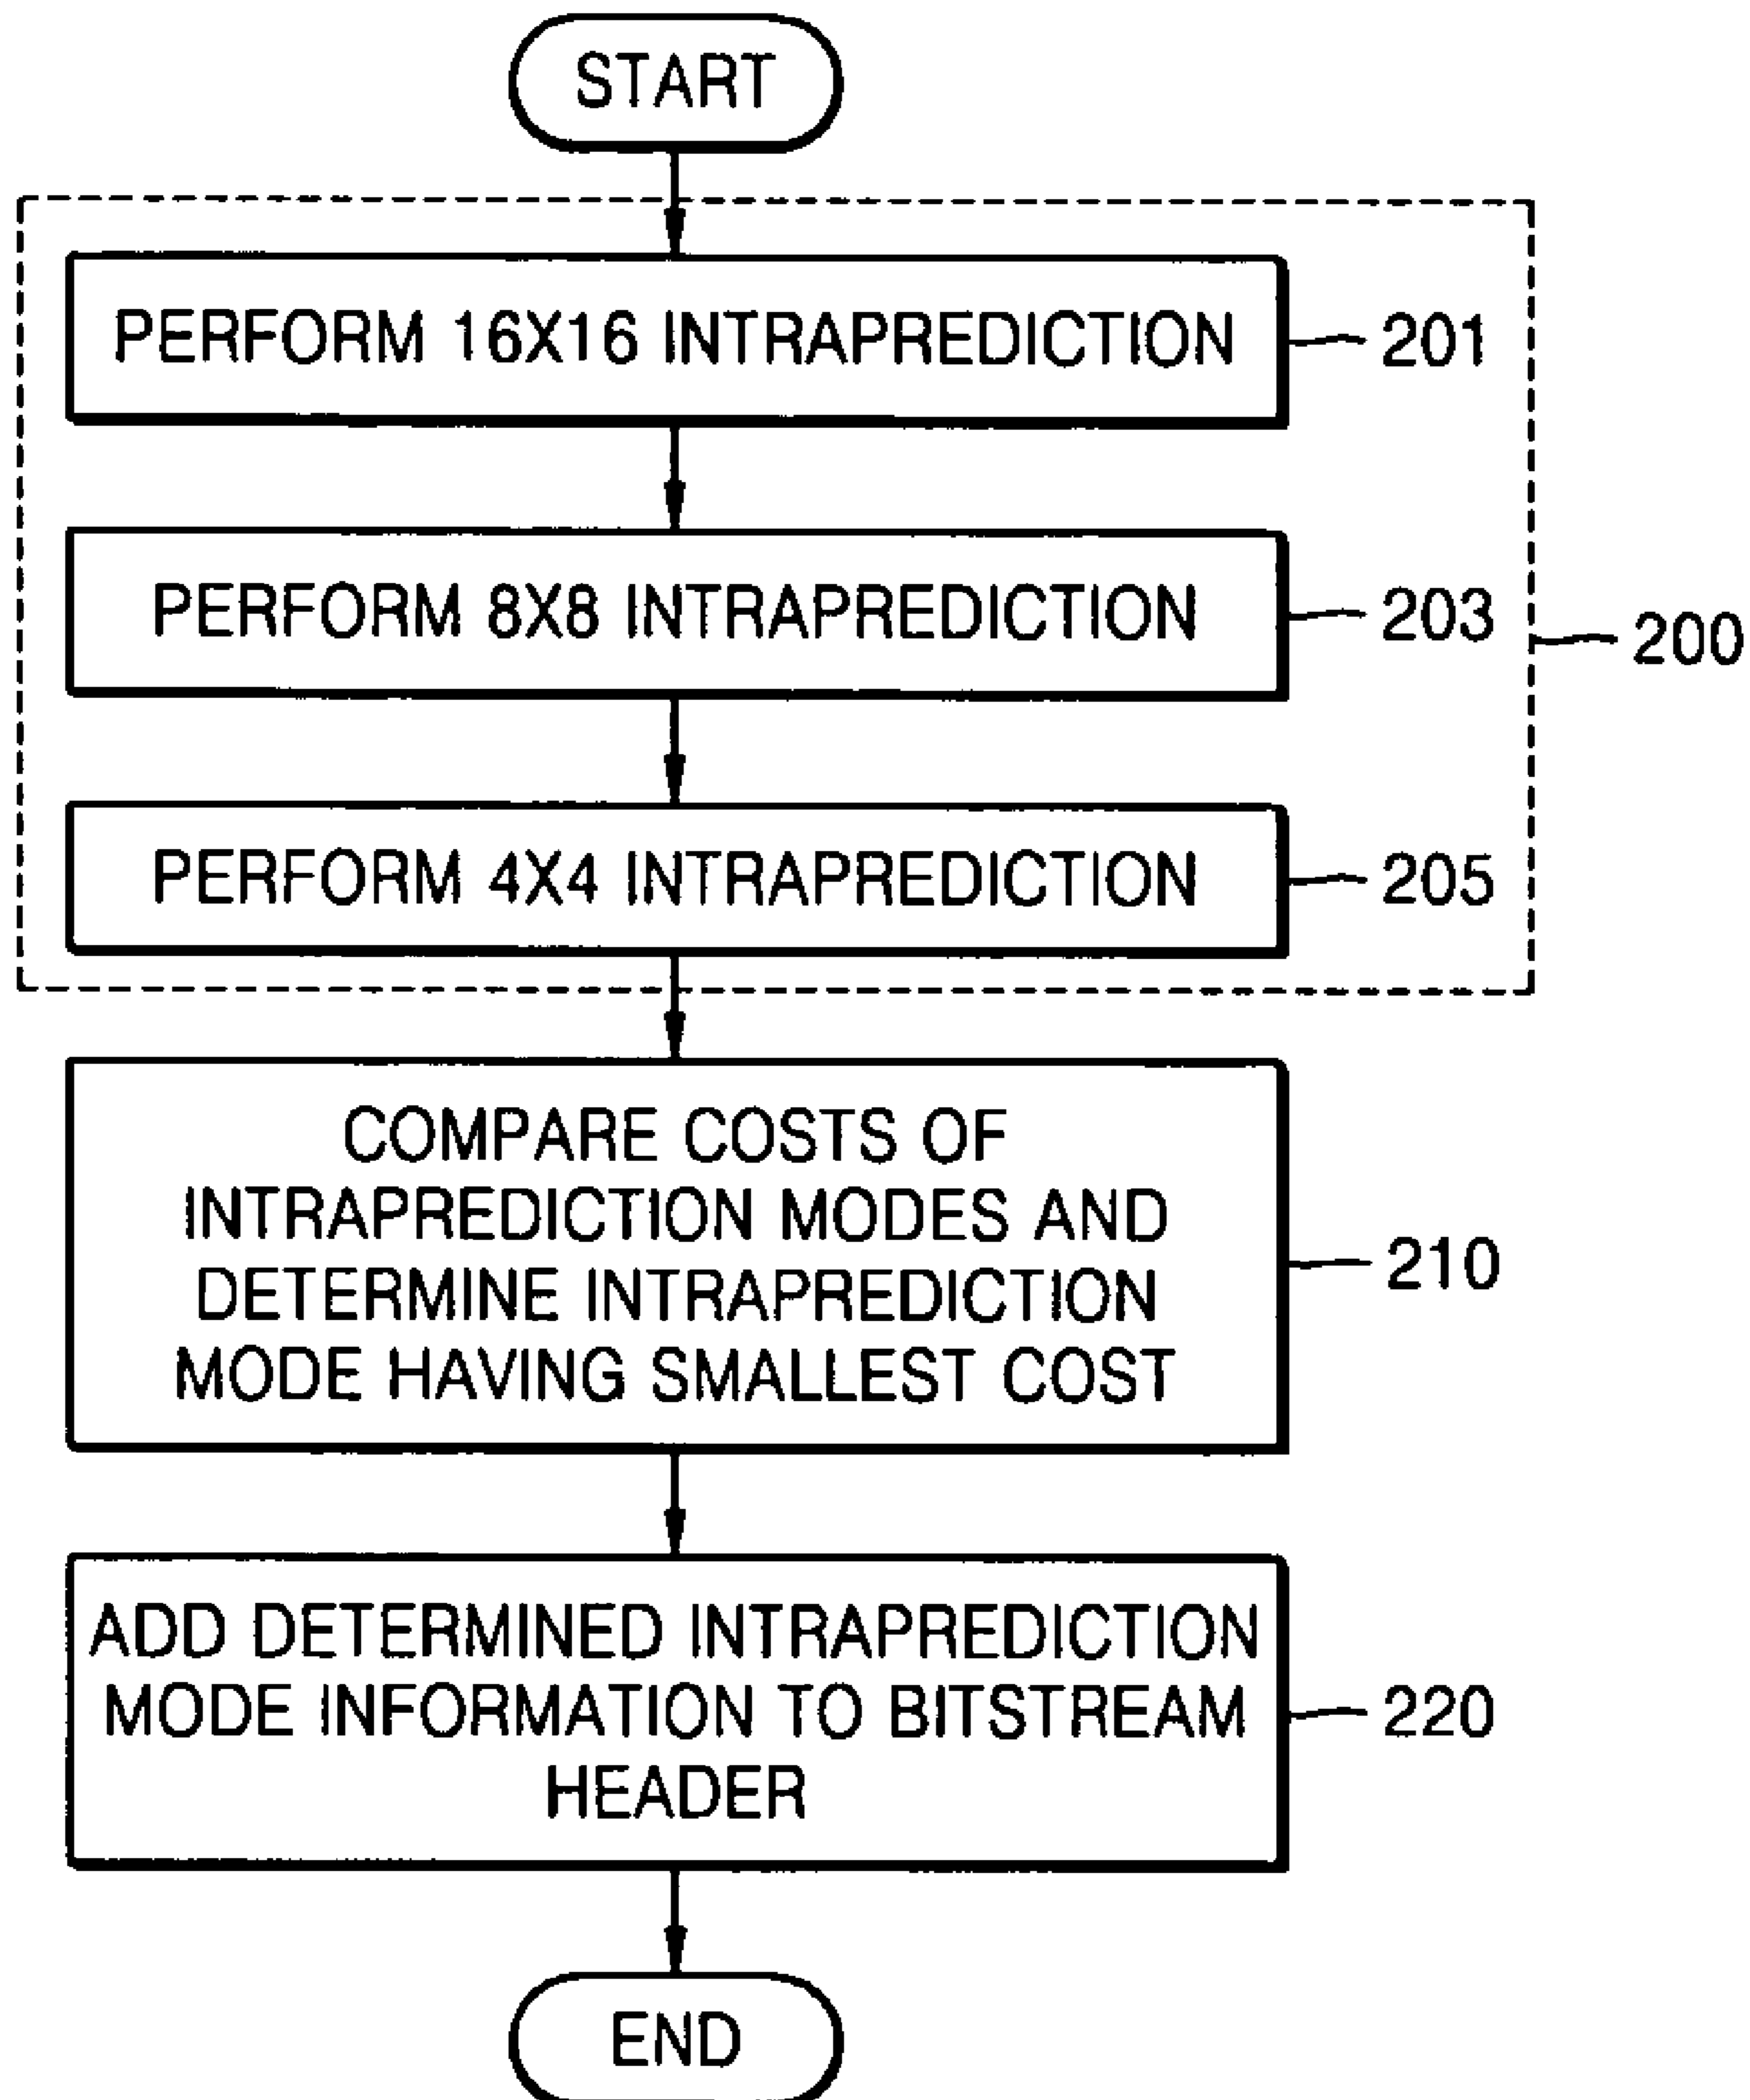 START
PERFORM 16X16 INTRAPREDICTION
201
PERFORM 8X8 INTRAPREDICTION
203
200
PERFORM 4X4 INTRAPREDICTION
205
COMPARE COSTS OF
INTRAPREDICTION MODES AND
DETERMINE INTRAPREDICTION
MODE HAVING SMALLEST COST
210
ADD DETERMINED INTRAPREDICTION
MODE INFORMATION TO BITSTREAM
HEADER
220
END